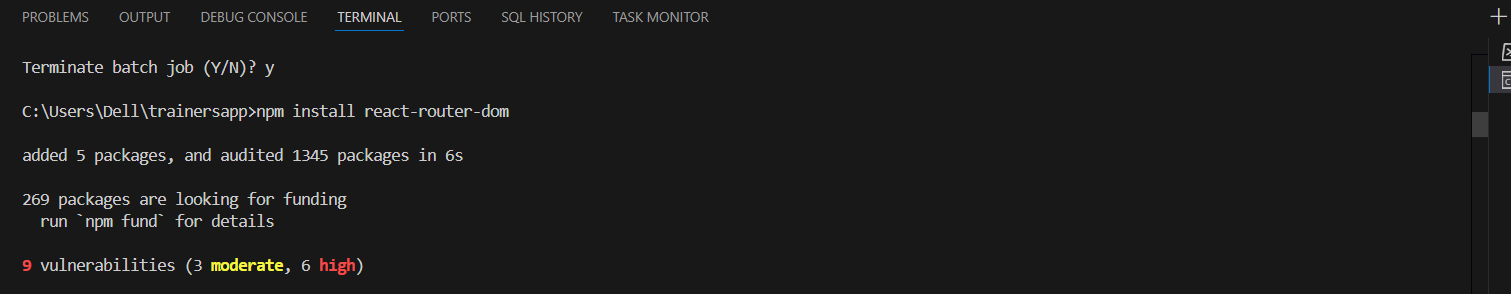 PROBLEMS OUTPUT DEBUG CONSOLE TERMINAL PORTS SQL HISTORY TASK MONITOR
Terminate batch job (Y/N)? y
C:\Users\Dell\trainersapp>npm install react-router-dom
added 5 packages, and audited 1345 packages in 6s
269 packages are looking for funding
  run `npm fund` for details
9 vulnerabilities (3 moderate, 6 high)